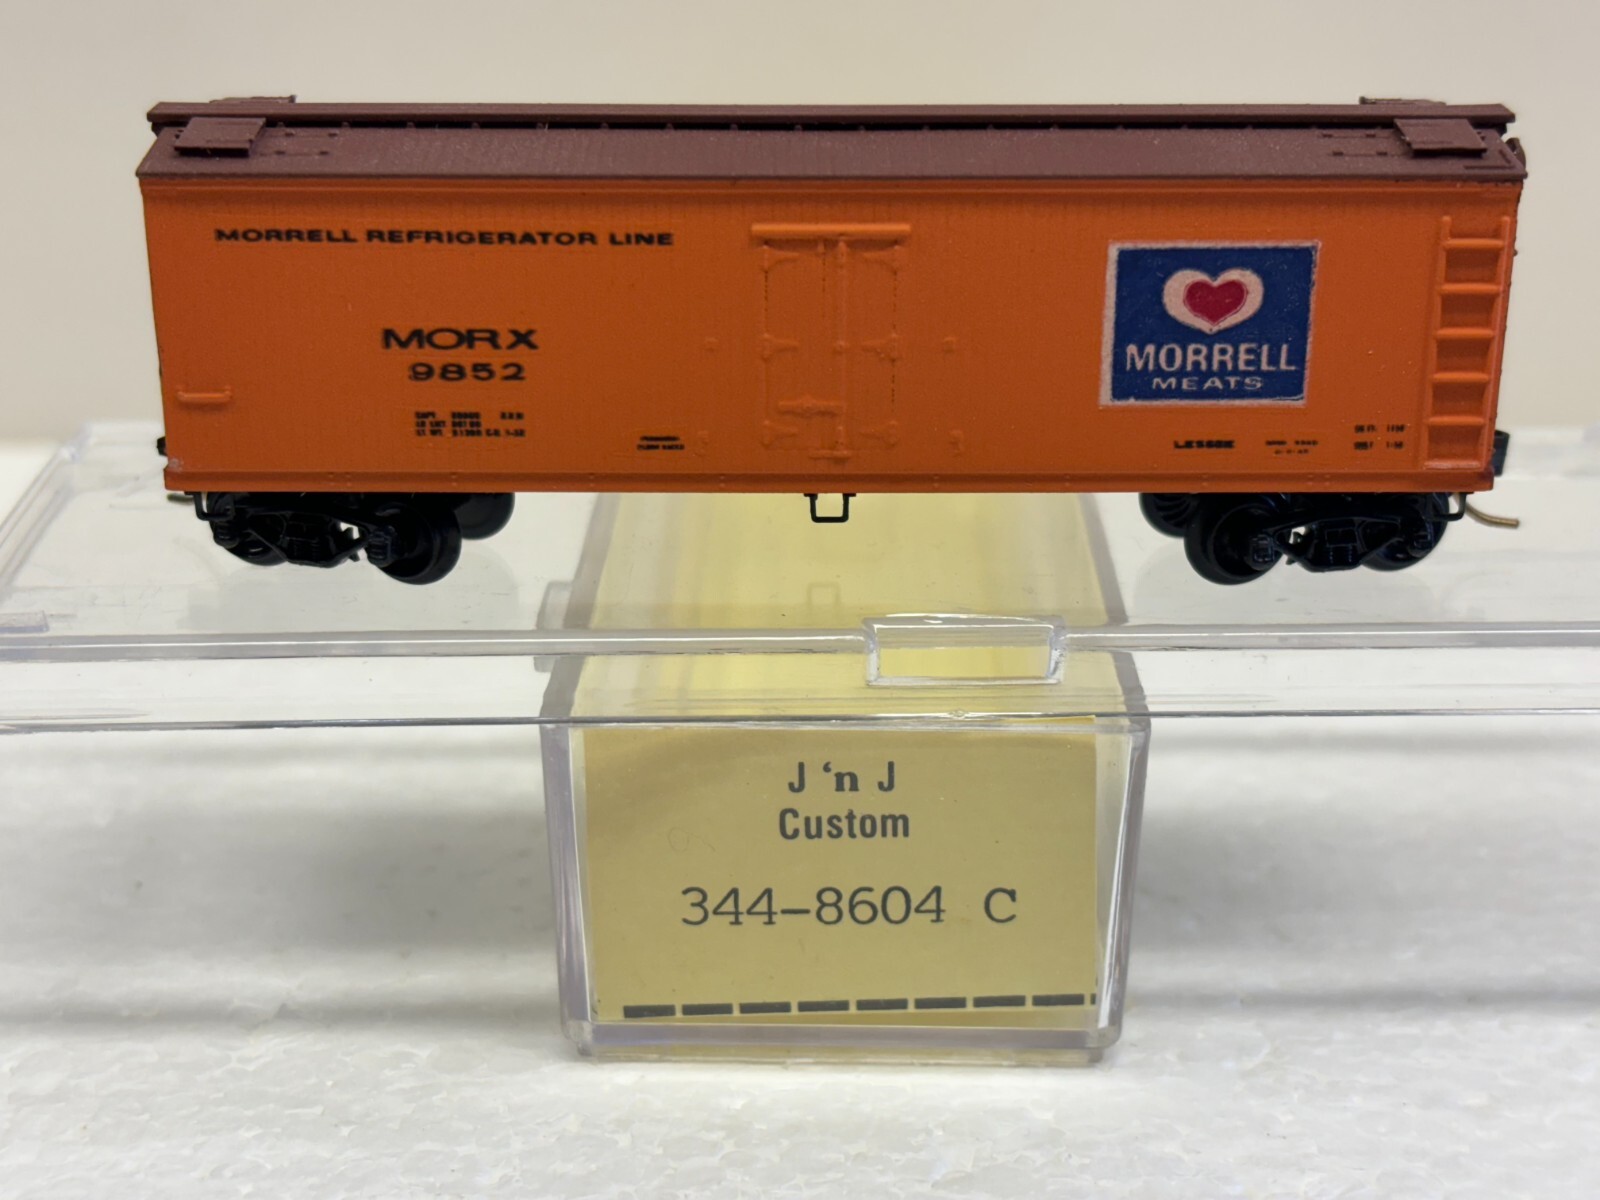 MORRELL REFRIGERATOR LINE
MORX
9852
MORRELL
MEATS
J 'n J
Custom
344-8604 C